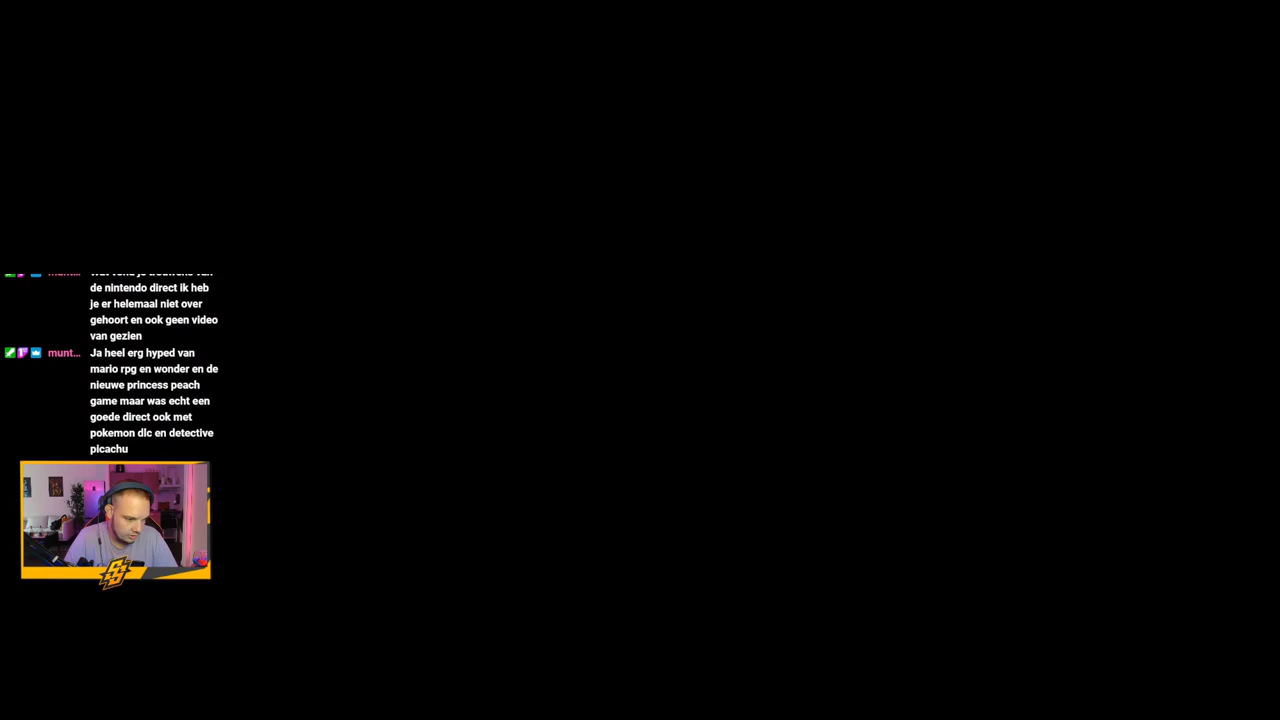 munt...
de nintendo direct ik heb
je er helemaal niet over
gehoort en ook geen video
van gezien
munt... Ja heel erg hyped van
mario rpg en wonder en de
nieuwe princess peach
game maar was echt een
goede direct ook met
pokemon dlc en detective
picachu